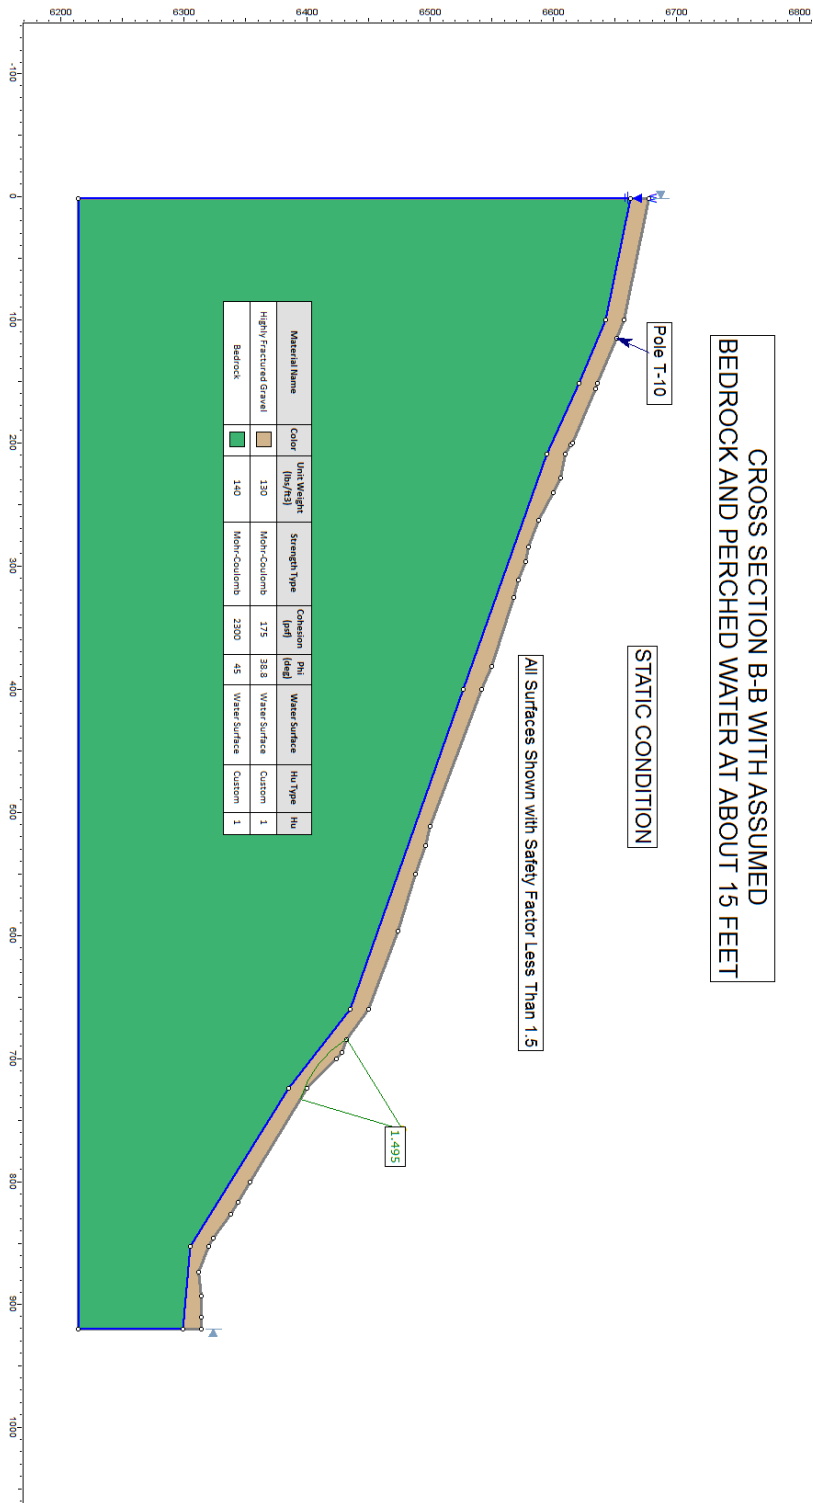 CROSS SECTION B-B WITH ASSUMED
BEDROCK AND PERCHED WATER AT ABOUT 15 FEET
STATIC CONDITION
All Surfaces Shown with Safety Factor Less Than 1.5
Pole T-10
W
1.495
Material Name Color Unit Weight (lbs/ft3) Strength Type Cohesion (psf) Phi (deg) Water Surface Hu Type Hu
Highly Fractured Gravel 130 Mohr-Coulomb 175 38.8 Water Surface Custom 1
Bedrock 140 Mohr-Coulomb 2300 45 Water Surface Custom 1
6800
6700
6600
6500
6400
6300
6200
-100 0 100 200 300 400 500 600 700 800 900 1000